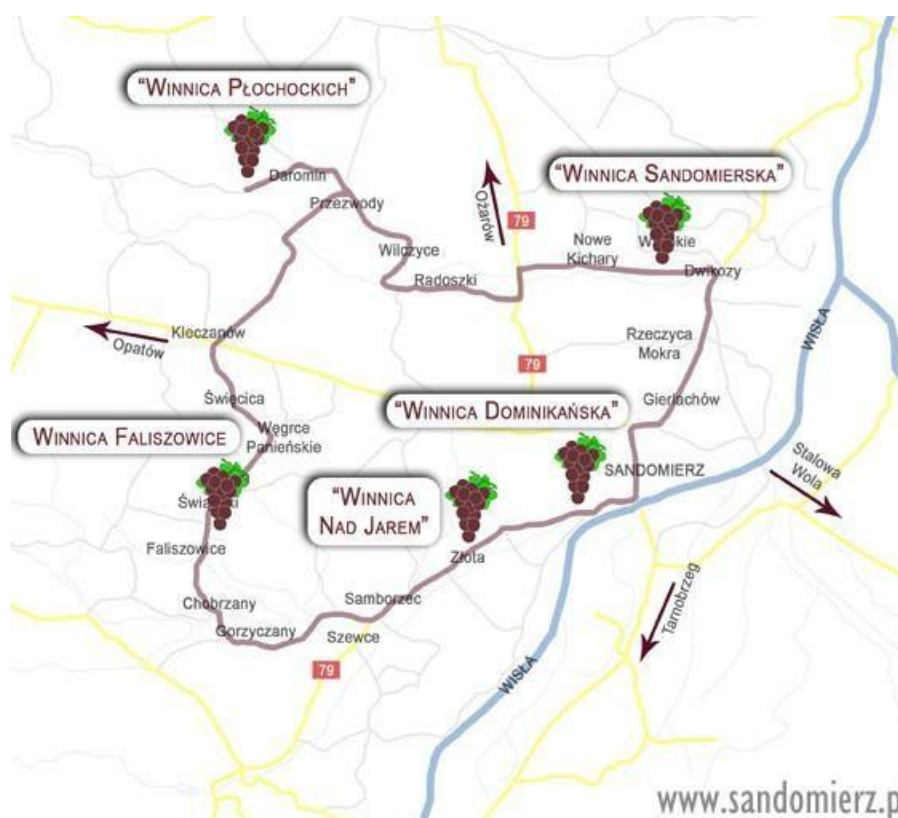 "WINNICA PŁOCHOCKICH"
"WINNICA SANDOMIERSKA"
Daromin
Przezwody
Ożarów
79
Wilczyce
Nowe
Kichary
Radoszki
Dwikozy
WISŁA
Kleczanów
Opatów
Rzeczyca
Mokra
79
Święcica
Gierlachów
"WINNICA DOMINIKAŃSKA"
WINNICA FALISZOWICE
Węgrce
Panieńskie
SANDOMIERZ
Stalowa
Wola
"WINNICA
NAD JAREM"
Faliszowice
Złota
Chobrzany
Samborzec
Gorzyczany
Szewce
79
Tarnobrzeg
WISŁA
www.sandomierz.p